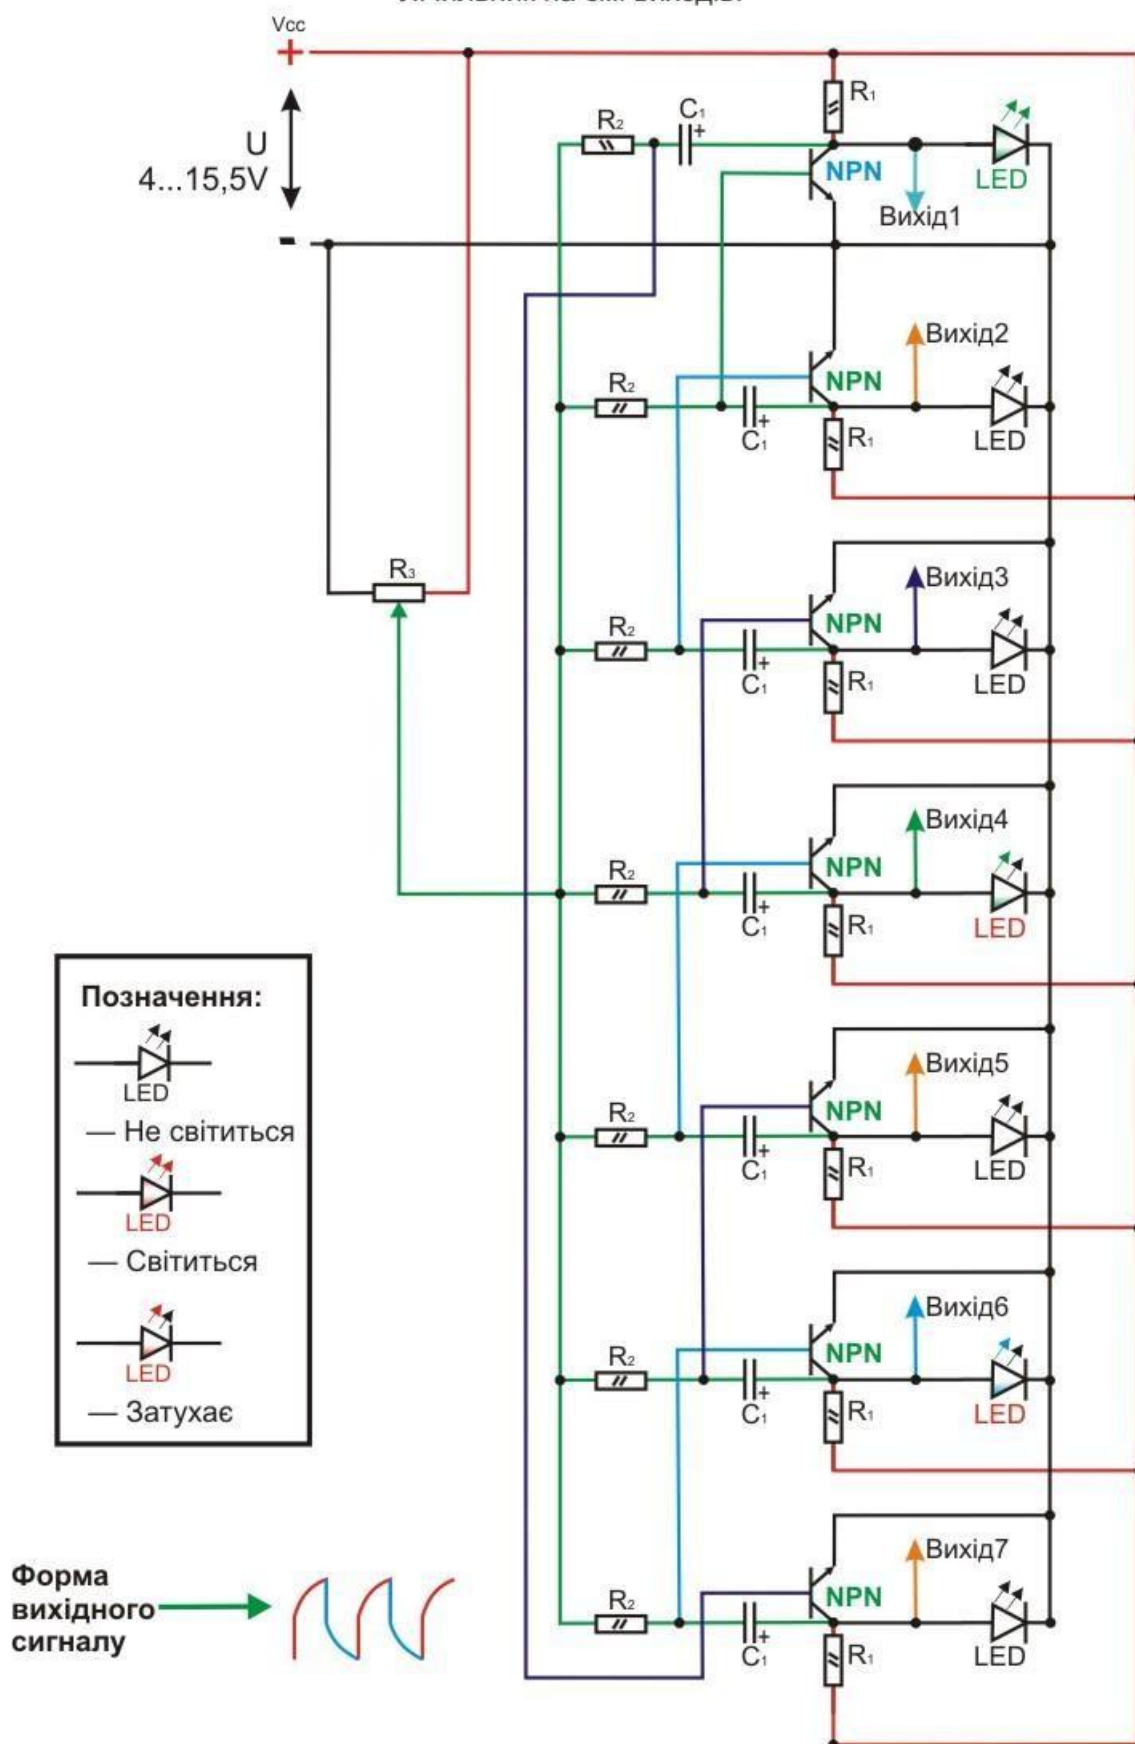 Vcc
+
U
4...15,5V
-
R₁
C₁
+
R₂
NPN
LED
Вихід1
Вихід2
R₂
NPN
C₁
+
R₁
LED
R₃
Вихід3
R₂
NPN
C₁
+
R₁
LED
Вихід4
R₂
NPN
C₁
+
R₁
LED
Позначення:
LED
— Не світиться
LED
— Світиться
LED
— Затухає
Вихід5
R₂
NPN
C₁
+
R₁
LED
Вихід6
R₂
NPN
C₁
+
R₁
LED
Вихід7
R₂
NPN
C₁
+
R₁
LED
Форма
вихідного
сигналу